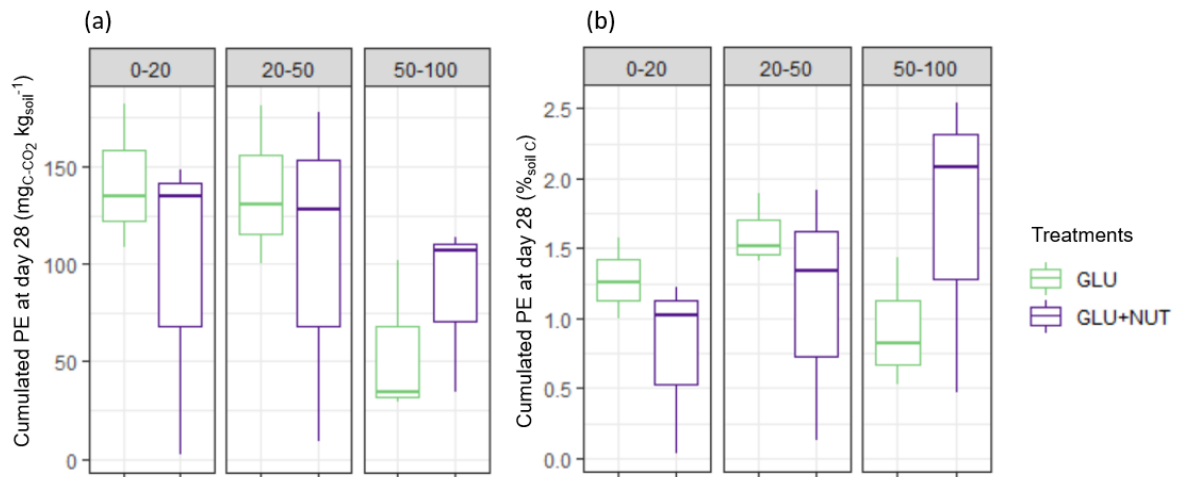 (a)
0-20 20-50 50-100
Cumulated PE at day 28 (mgC-CO2 kgsoil-1)
150
100
50
0
(b)
0-20 20-50 50-100
Cumulated PE at day 28 (%soil C)
2.5
2.0
1.5
1.0
0.5
0.0
Treatments
GLU
GLU+NUT